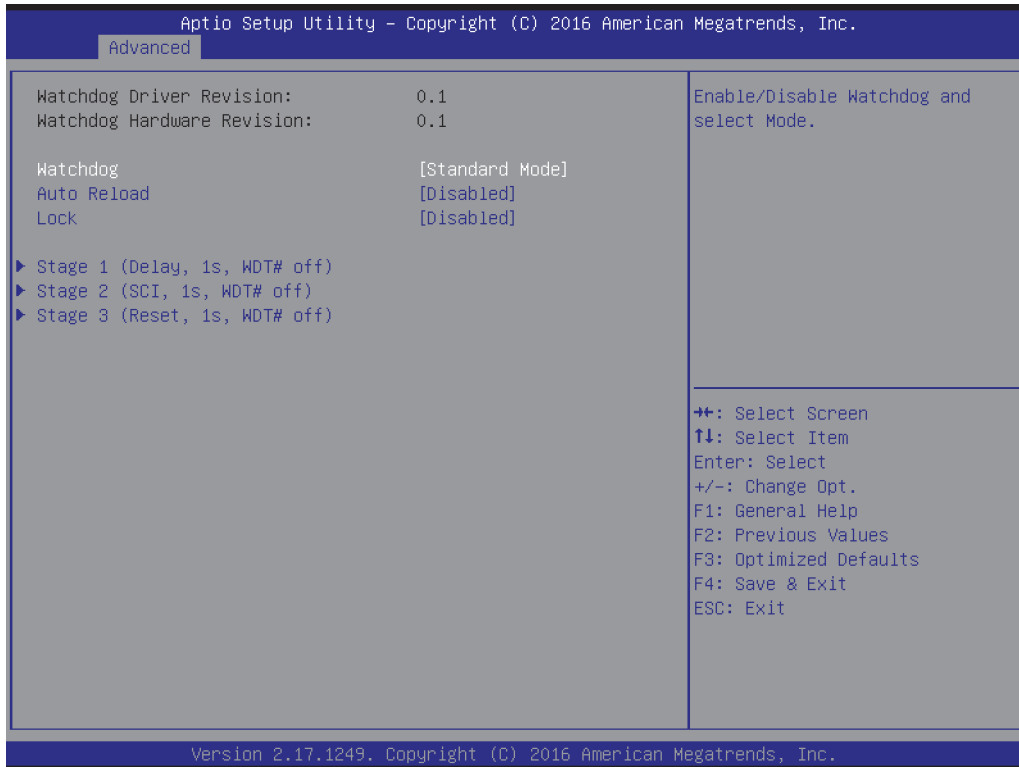 Aptio Setup Utility – Copyright (C) 2016 American Megatrends, Inc.
Advanced
Watchdog Driver Revision: 0.1
Watchdog Hardware Revision: 0.1
Watchdog [Standard Mode]
Auto Reload [Disabled]
Lock [Disabled]
▶ Stage 1 (Delay, 1s, WDT# off)
▶ Stage 2 (SCI, 1s, WDT# off)
▶ Stage 3 (Reset, 1s, WDT# off)
Enable/Disable Watchdog and
select Mode.
→←: Select Screen
↑↓: Select Item
Enter: Select
+/-: Change Opt.
F1: General Help
F2: Previous Values
F3: Optimized Defaults
F4: Save & Exit
ESC: Exit
Version 2.17.1249. Copyright (C) 2016 American Megatrends, Inc.